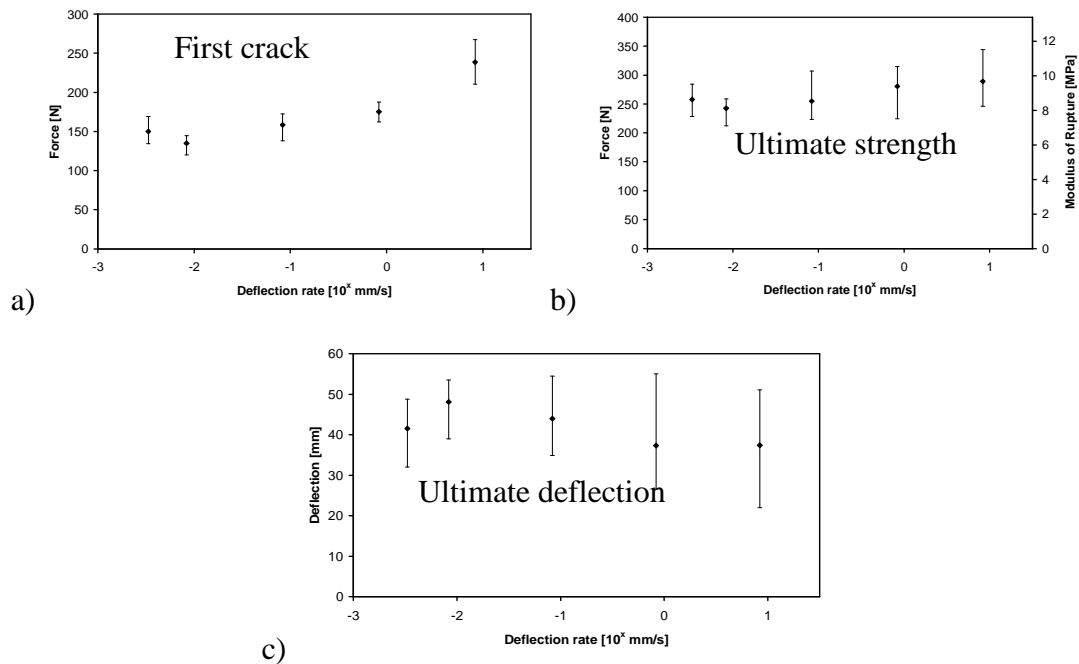 First crack
300
250
200
150
100
50
0
Force [N]
-3 -2 -1 0 1
Deflection rate [10ˣ mm/s]
a)
Ultimate strength
400
350
300
250
200
150
100
50
0
Force [N]
12
10
8
6
4
2
0
Modulus of Rupture [MPa]
-3 -2 -1 0 1
Deflection rate [10ˣ mm/s]
b)
Ultimate deflection
60
50
40
30
20
10
0
Deflection [mm]
-3 -2 -1 0 1
Deflection rate [10ˣ mm/s]
c)